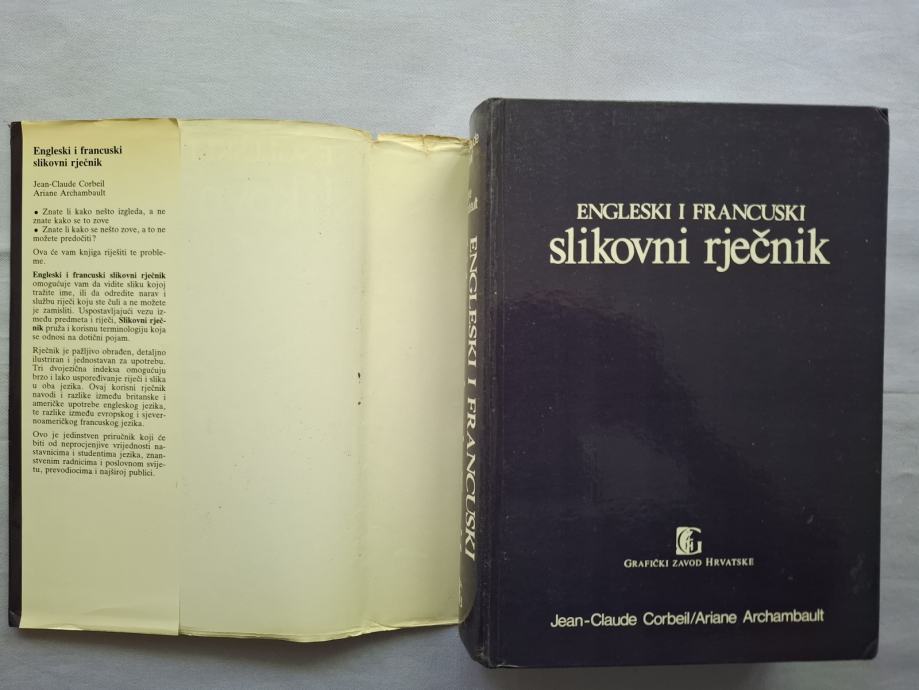 Engleski i francuski
slikovni rječnik
Jean-Claude Corbeil
Ariane Archambault
• Znate li kako nešto izgleda, a ne
znate kako se to zove
• Znate li kako se nešto zove, a to ne
možete predočiti?
Ova će vam knjiga riješiti te proble-
me.
Engleski i francuski slikovni rječnik
omogućuje vam da vidite sliku kojoj
tražite ime, ili da odredite narav i
službu riječi koju ste čuli a ne možete
je zamisliti. Uspostavljajući vezu iz-
među predmeta i riječi, Slikovni rječ-
nik pruža i korisnu terminologiju koja
se odnosi na dotični pojam.
Rječnik je pažljivo obrađen, detaljno
ilustriran i jednostavan za upotrebu.
Tri dvojezična indeksa omogućuju
brzo i lako uspoređivanje riječi i slika
u oba jezika. Ovaj korisni rječnik
navodi i razlike između britanske i
američke upotrebe engleskog jezika,
te razlike između evropskog i sjever-
noameričkog francuskog jezika.
Ovo je jedinstven priručnik koji će
biti od neprocjenjive vrijednosti na-
stavnicima i studentima jezika, znan-
stvenim radnicima i poslovnom svije-
tu, prevodiocima i najširoj publici.
ENGLESKI I FRANCUSKI
ENGLESKI I FRANCUSKI
slikovni rječnik
GRAFIČKI ZAVOD HRVATSKE
Jean-Claude Corbeil/Ariane Archambault